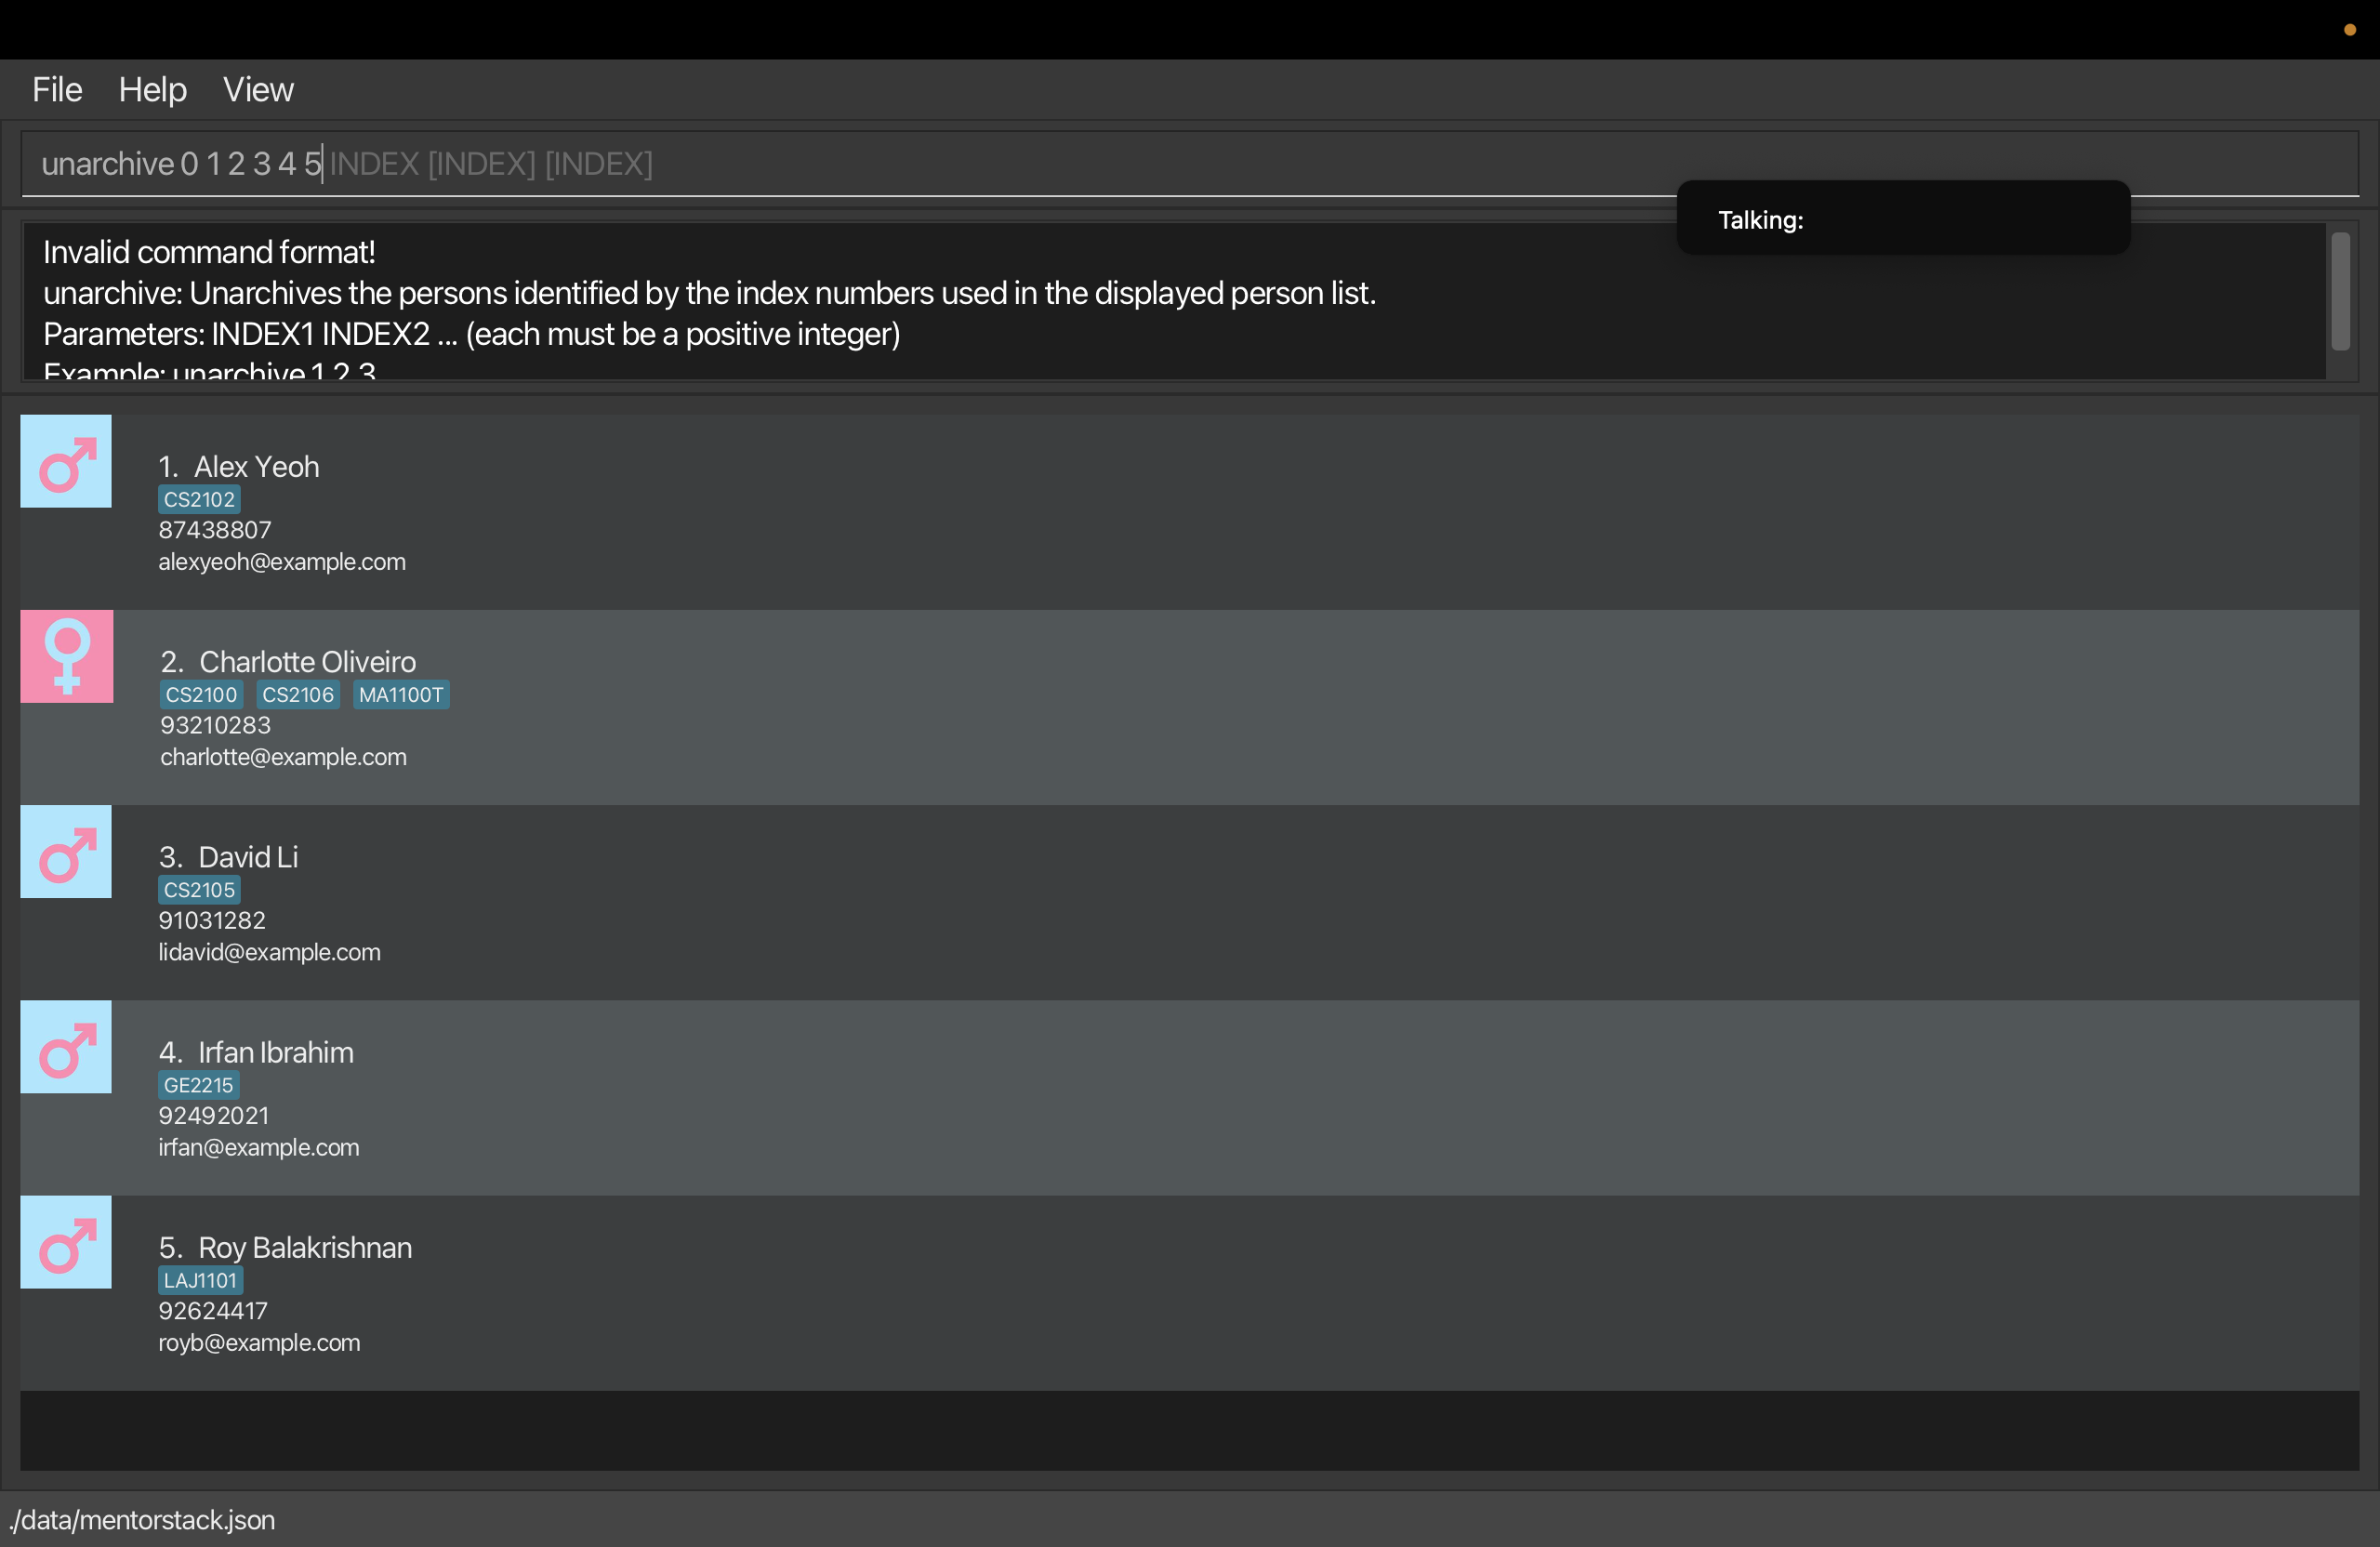 File Help View
unarchive 0 1 2 3 4 5 INDEX [INDEX] [INDEX]
Talking:
Invalid command format!
unarchive: Unarchives the persons identified by the index numbers used in the displayed person list.
Parameters: INDEX1 INDEX2 ... (each must be a positive integer)
Example: unarchive 1 2 3
1. Alex Yeoh
CS2102
87438807
alexyeoh@example.com
2. Charlotte Oliveiro
CS2100 CS2106 MA1100T
93210283
charlotte@example.com
3. David Li
CS2105
91031282
lidavid@example.com
4. Irfan Ibrahim
GE2215
92492021
irfan@example.com
5. Roy Balakrishnan
LAJ1101
92624417
royb@example.com
./data/mentorstack.json